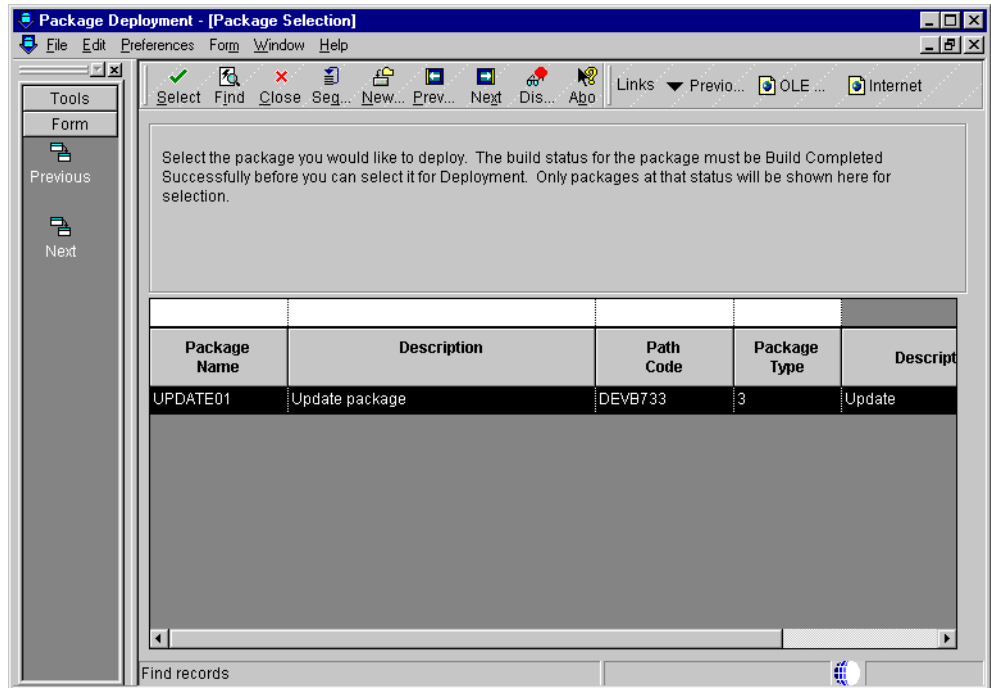 Package Deployment - [Package Selection]
File Edit Preferences Form Window Help
Tools
Form
Previous
Next
Select Find Close Seq... New... Prev... Next Dis... Abo Links Previo... OLE ... Internet
Select the package you would like to deploy. The build status for the package must be Build Completed
Successfully before you can select it for Deployment. Only packages at that status will be shown here for
selection.
Package Name Description Path Code Package Type Descript
UPDATE01 Update package DEVB733 3 Update
Find records